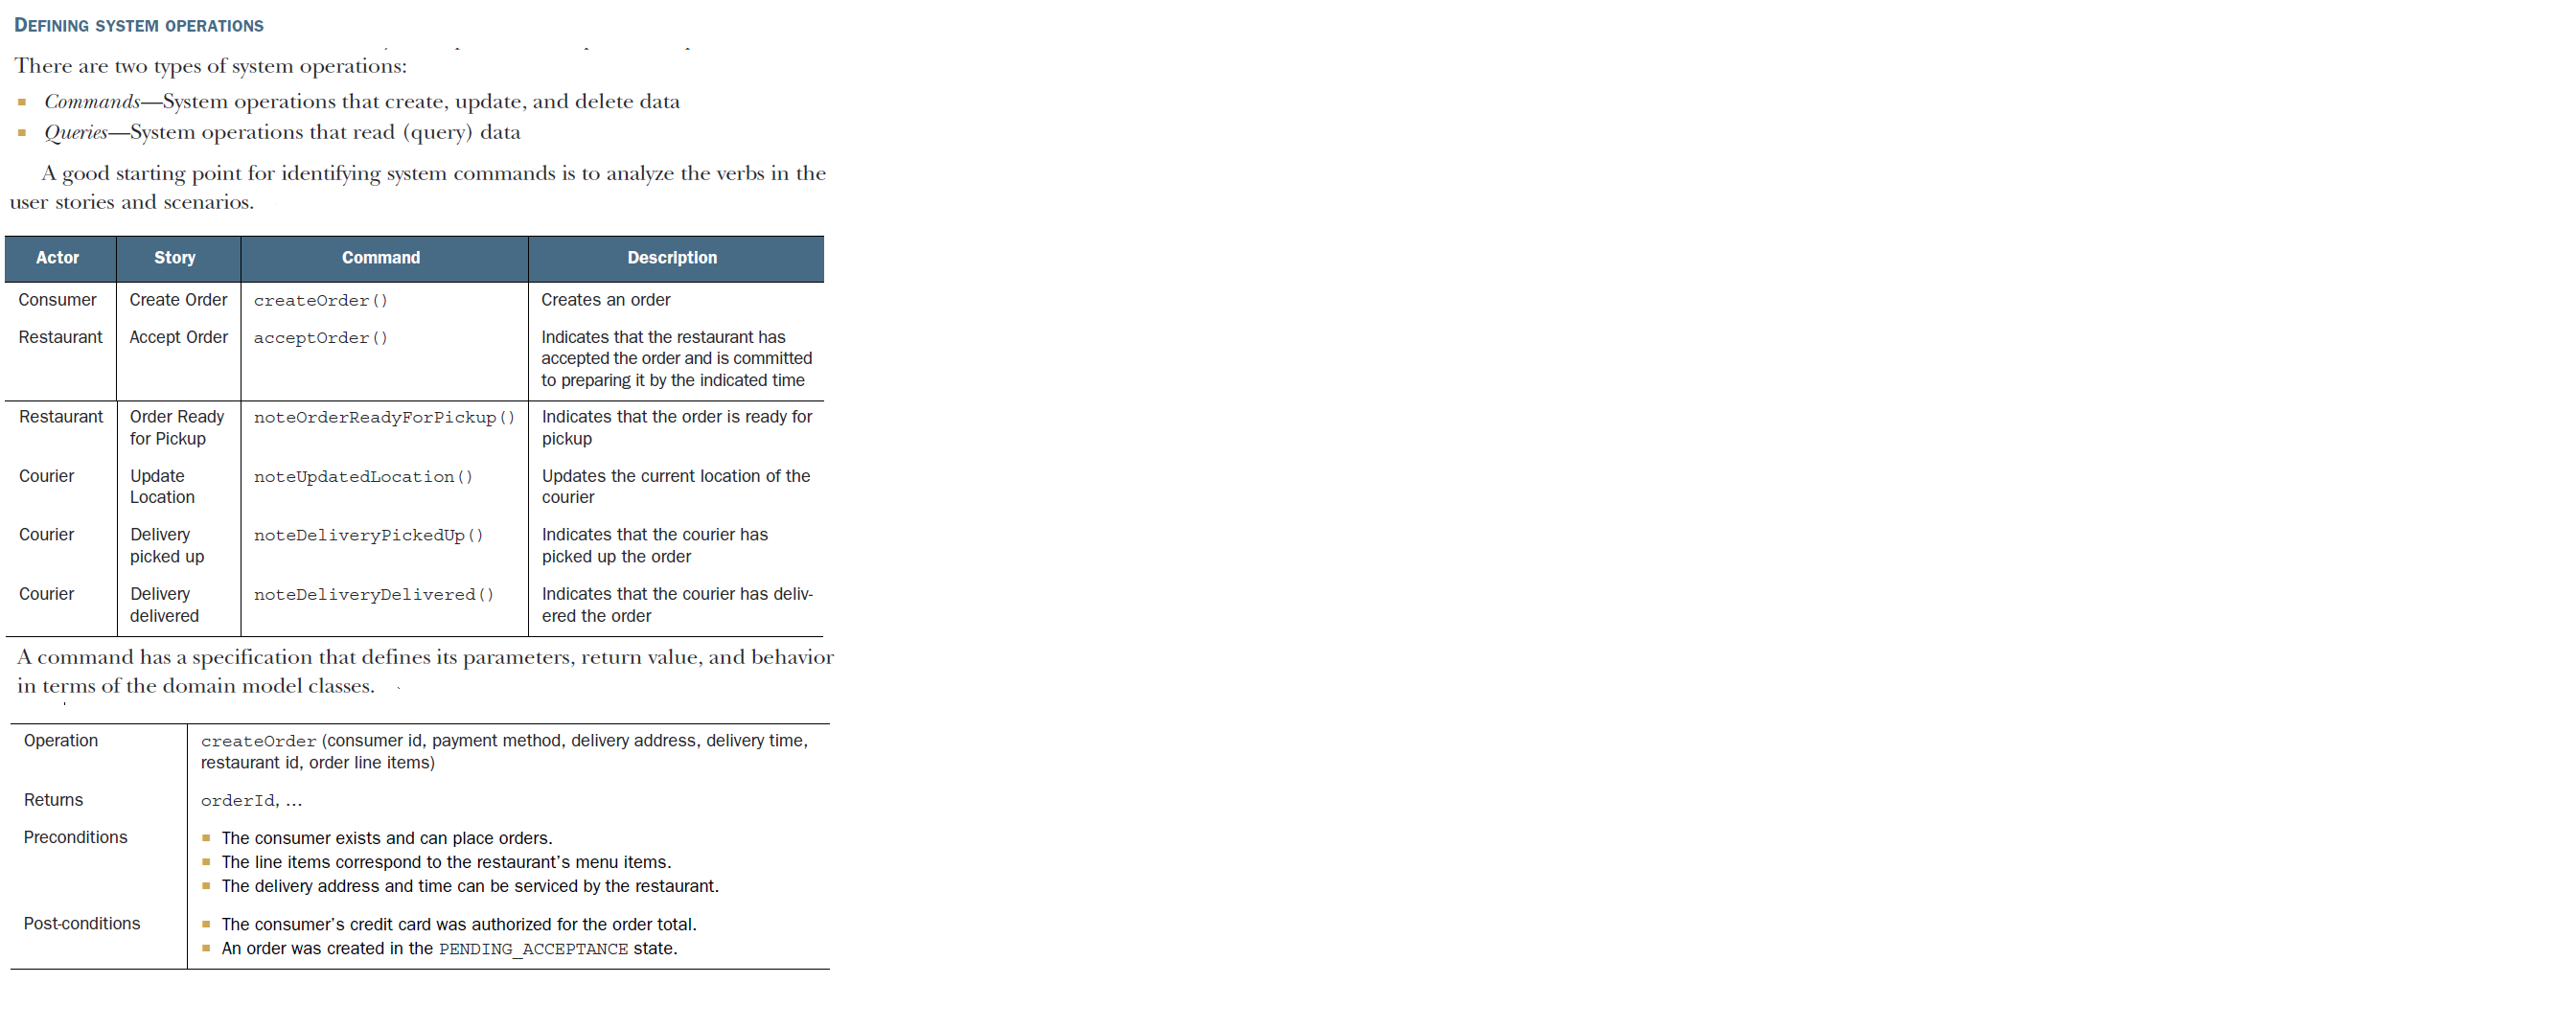 DEFINING SYSTEM OPERATIONS
There are two types of system operations:
■ Commands—System operations that create, update, and delete data
■ Queries—System operations that read (query) data
A good starting point for identifying system commands is to analyze the verbs in the
user stories and scenarios.
Actor Story Command Description
Consumer Create Order createOrder() Creates an order
Restaurant Accept Order acceptOrder() Indicates that the restaurant has
accepted the order and is committed
to preparing it by the indicated time
Restaurant Order Ready noteOrderReadyForPickup() Indicates that the order is ready for
for Pickup pickup
Courier Update noteUpdatedLocation() Updates the current location of the
Location courier
Courier Delivery noteDeliveryPickedUp() Indicates that the courier has
picked up picked up the order
Courier Delivery noteDeliveryDelivered() Indicates that the courier has deliv-
delivered ered the order
A command has a specification that defines its parameters, return value, and behavior
in terms of the domain model classes.
Operation createOrder (consumer id, payment method, delivery address, delivery time,
restaurant id, order line items)
Returns orderId, …
Preconditions ■ The consumer exists and can place orders.
■ The line items correspond to the restaurant's menu items.
■ The delivery address and time can be serviced by the restaurant.
Post-conditions ■ The consumer's credit card was authorized for the order total.
■ An order was created in the PENDING_ACCEPTANCE state.